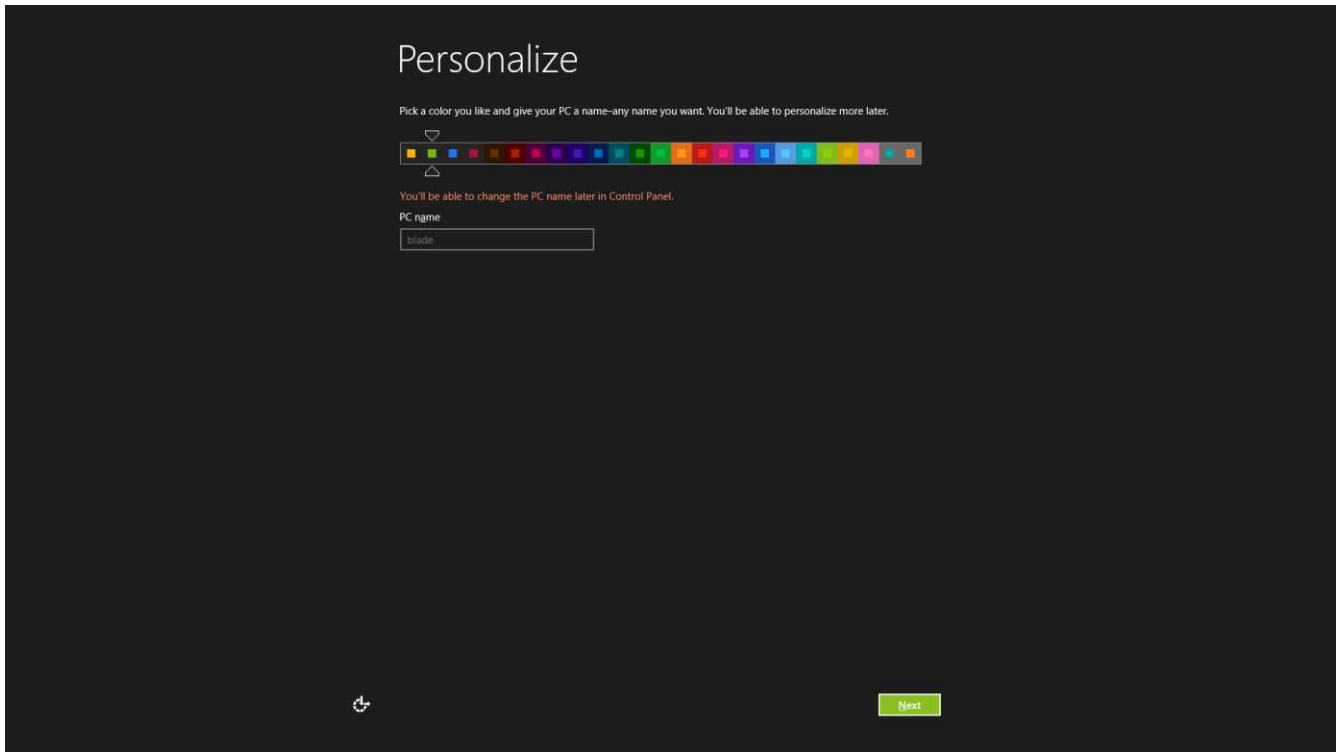 Personalize
Pick a color you like and give your PC a name–any name you want. You'll be able to personalize more later.
You'll be able to change the PC name later in Control Panel.
PC name
blade
Next